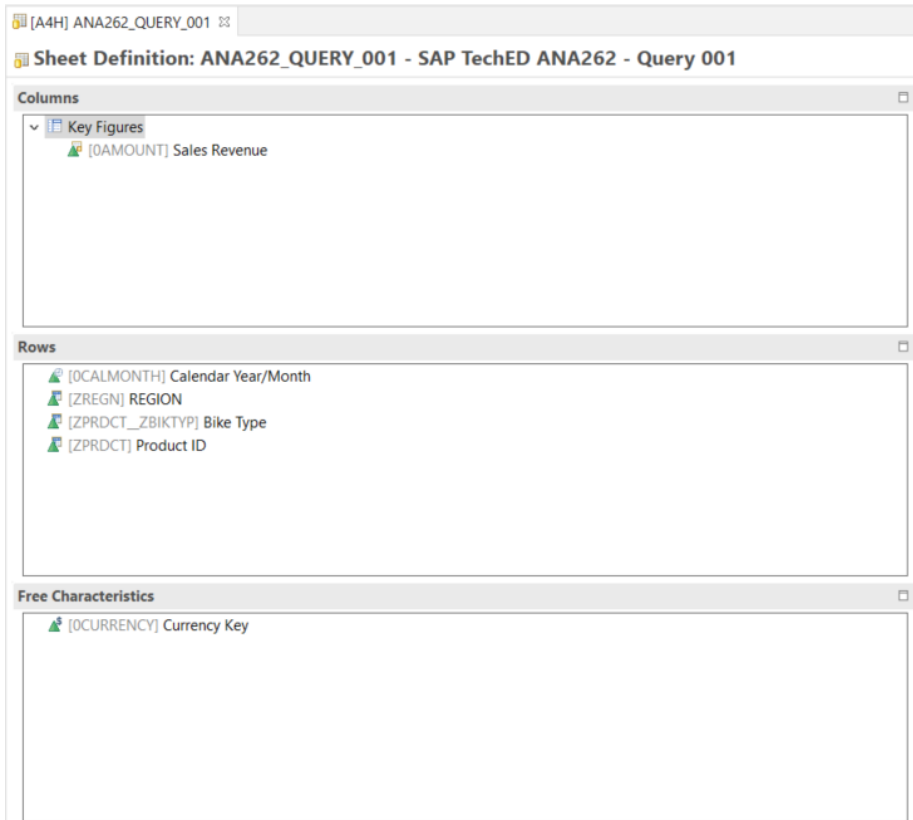 [A4H] ANA262_QUERY_001
Sheet Definition: ANA262_QUERY_001 - SAP TechED ANA262 - Query 001
Columns
Key Figures
[0AMOUNT] Sales Revenue
Rows
[0CALMONTH] Calendar Year/Month
[ZREGN] REGION
[ZPRDCT__ZBIKTYP] Bike Type
[ZPRDCT] Product ID
Free Characteristics
[0CURRENCY] Currency Key